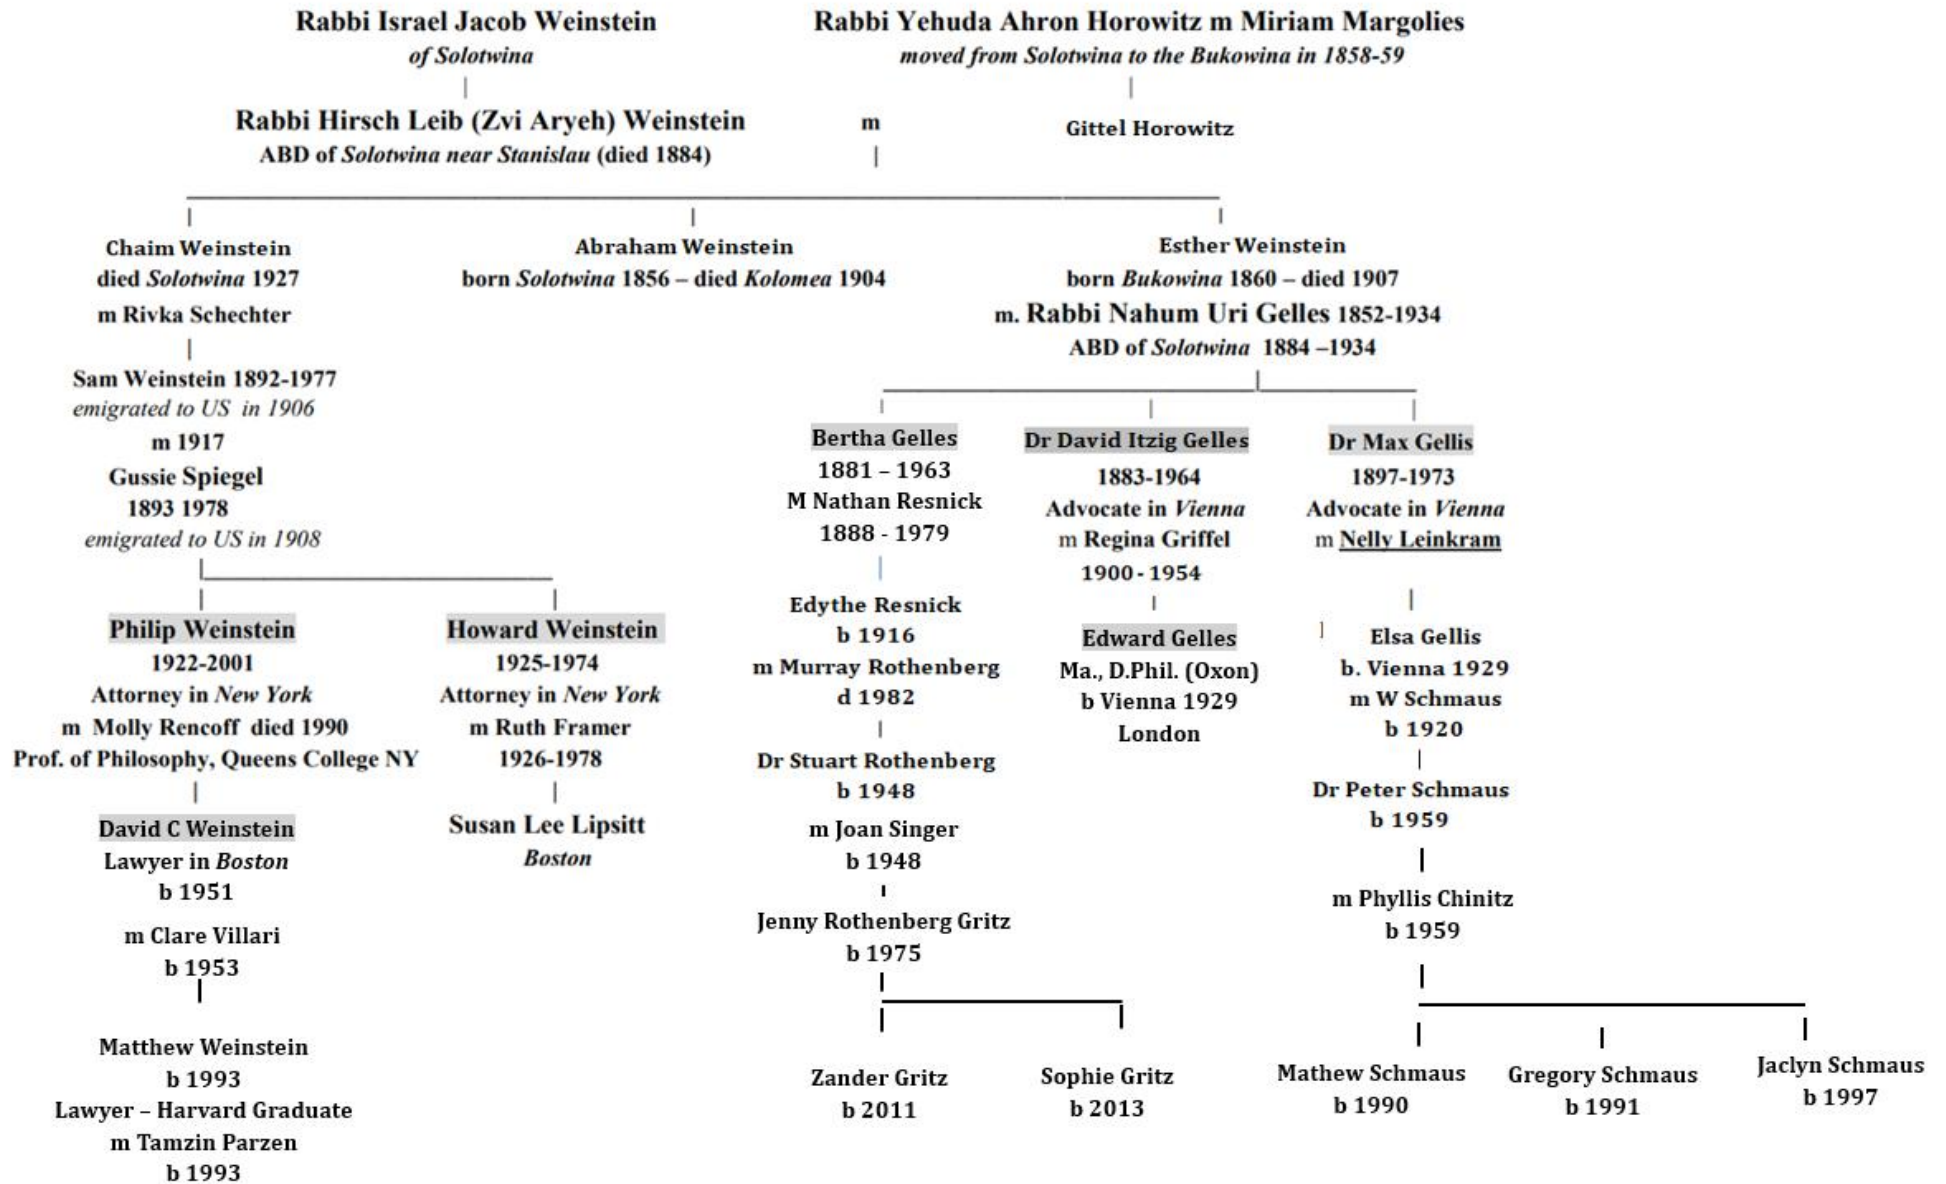 Rabbi Israel Jacob Weinstein
of Solotwina
Rabbi Yehuda Ahron Horowitz m Miriam Margolies
moved from Solotwina to the Bukowina in 1858-59
Rabbi Hirsch Leib (Zvi Aryeh) Weinstein
ABD of Solotwina near Stanislau (died 1884)
m
Gittel Horowitz
Chaim Weinstein
died Solotwina 1927
m Rivka Schechter
Sam Weinstein 1892-1977
emigrated to US in 1906
m 1917
Gussie Spiegel
1893 1978
emigrated to US in 1908
Abraham Weinstein
born Solotwina 1856 – died Kolomea 1904
Esther Weinstein
born Bukowina 1860 – died 1907
m. Rabbi Nahum Uri Gelles 1852-1934
ABD of Solotwina 1884 –1934
Philip Weinstein
1922-2001
Attorney in New York
m Molly Rencoff died 1990
Prof. of Philosophy, Queens College NY
David C Weinstein
Lawyer in Boston
b 1951
m Clare Villari
b 1953
Matthew Weinstein
b 1993
Lawyer – Harvard Graduate
m Tamzin Parzen
b 1993
Howard Weinstein
1925-1974
Attorney in New York
m Ruth Framer
1926-1978
Susan Lee Lipsitt
Boston
Bertha Gelles
1881 – 1963
M Nathan Resnick
1888 - 1979
Edythe Resnick
b 1916
m Murray Rothenberg
d 1982
Dr Stuart Rothenberg
b 1948
m Joan Singer
b 1948
Jenny Rothenberg Gritz
b 1975
Zander Gritz
b 2011
Sophie Gritz
b 2013
Dr David Itzig Gelles
1883-1964
Advocate in Vienna
m Regina Griffel
1900 - 1954
Edward Gelles
Ma., D.Phil. (Oxon)
b Vienna 1929
London
Dr Max Gellis
1897-1973
Advocate in Vienna
m Nelly Leinkram
]
Elsa Gellis
b. Vienna 1929
m W Schmaus
b 1920
Dr Peter Schmaus
b 1959
m Phyllis Chinitz
b 1959
Mathew Schmaus
b 1990
Gregory Schmaus
b 1991
Jaclyn Schmaus
b 1997